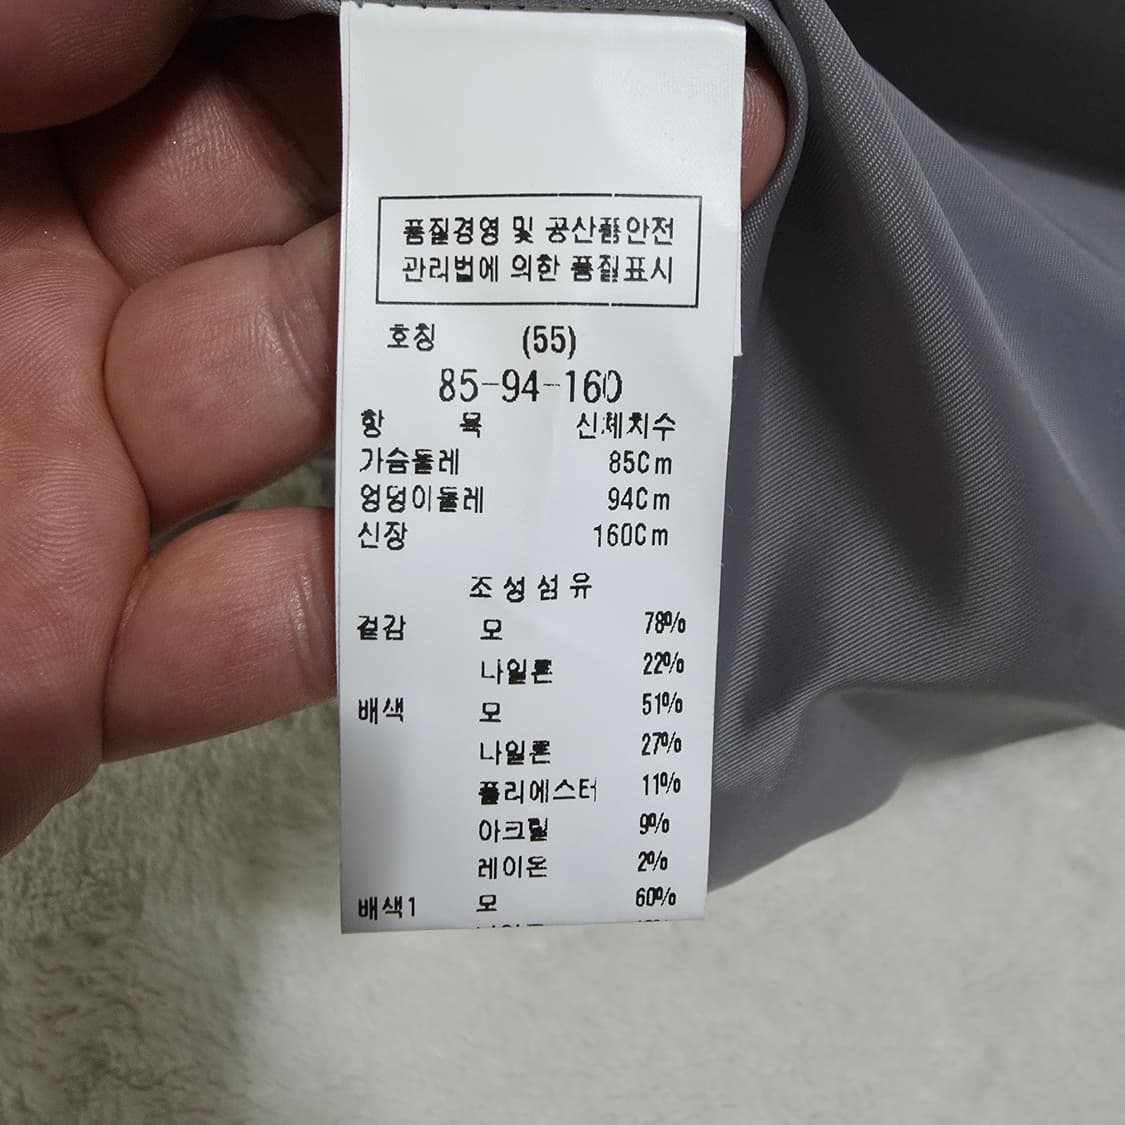 품질경영 및 공산품안전
관리법에 의한 품질표시
호칭 (55)
85-94-160
항 목 신체치수
가슴둘레 85Cm
엉덩이둘레 94Cm
신장 160Cm
조성섬유
겉감 모 78%
나일론 22%
배색 모 51%
나일론 27%
폴리에스터 11%
아크릴 9%
레이온 2%
배색1 모 60%